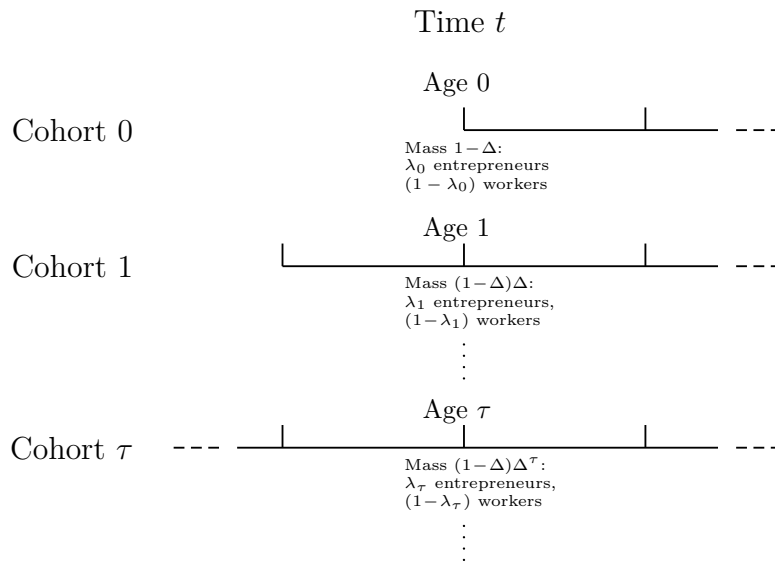 Time t
Age 0
Cohort 0
Mass 1−Δ:
λ₀ entrepreneurs
(1 − λ₀) workers
Age 1
Cohort 1
Mass (1−Δ)Δ:
λ₁ entrepreneurs,
(1−λ₁) workers
Age τ
Cohort τ
Mass (1−Δ)Δ^τ:
λ_τ entrepreneurs,
(1−λ_τ) workers